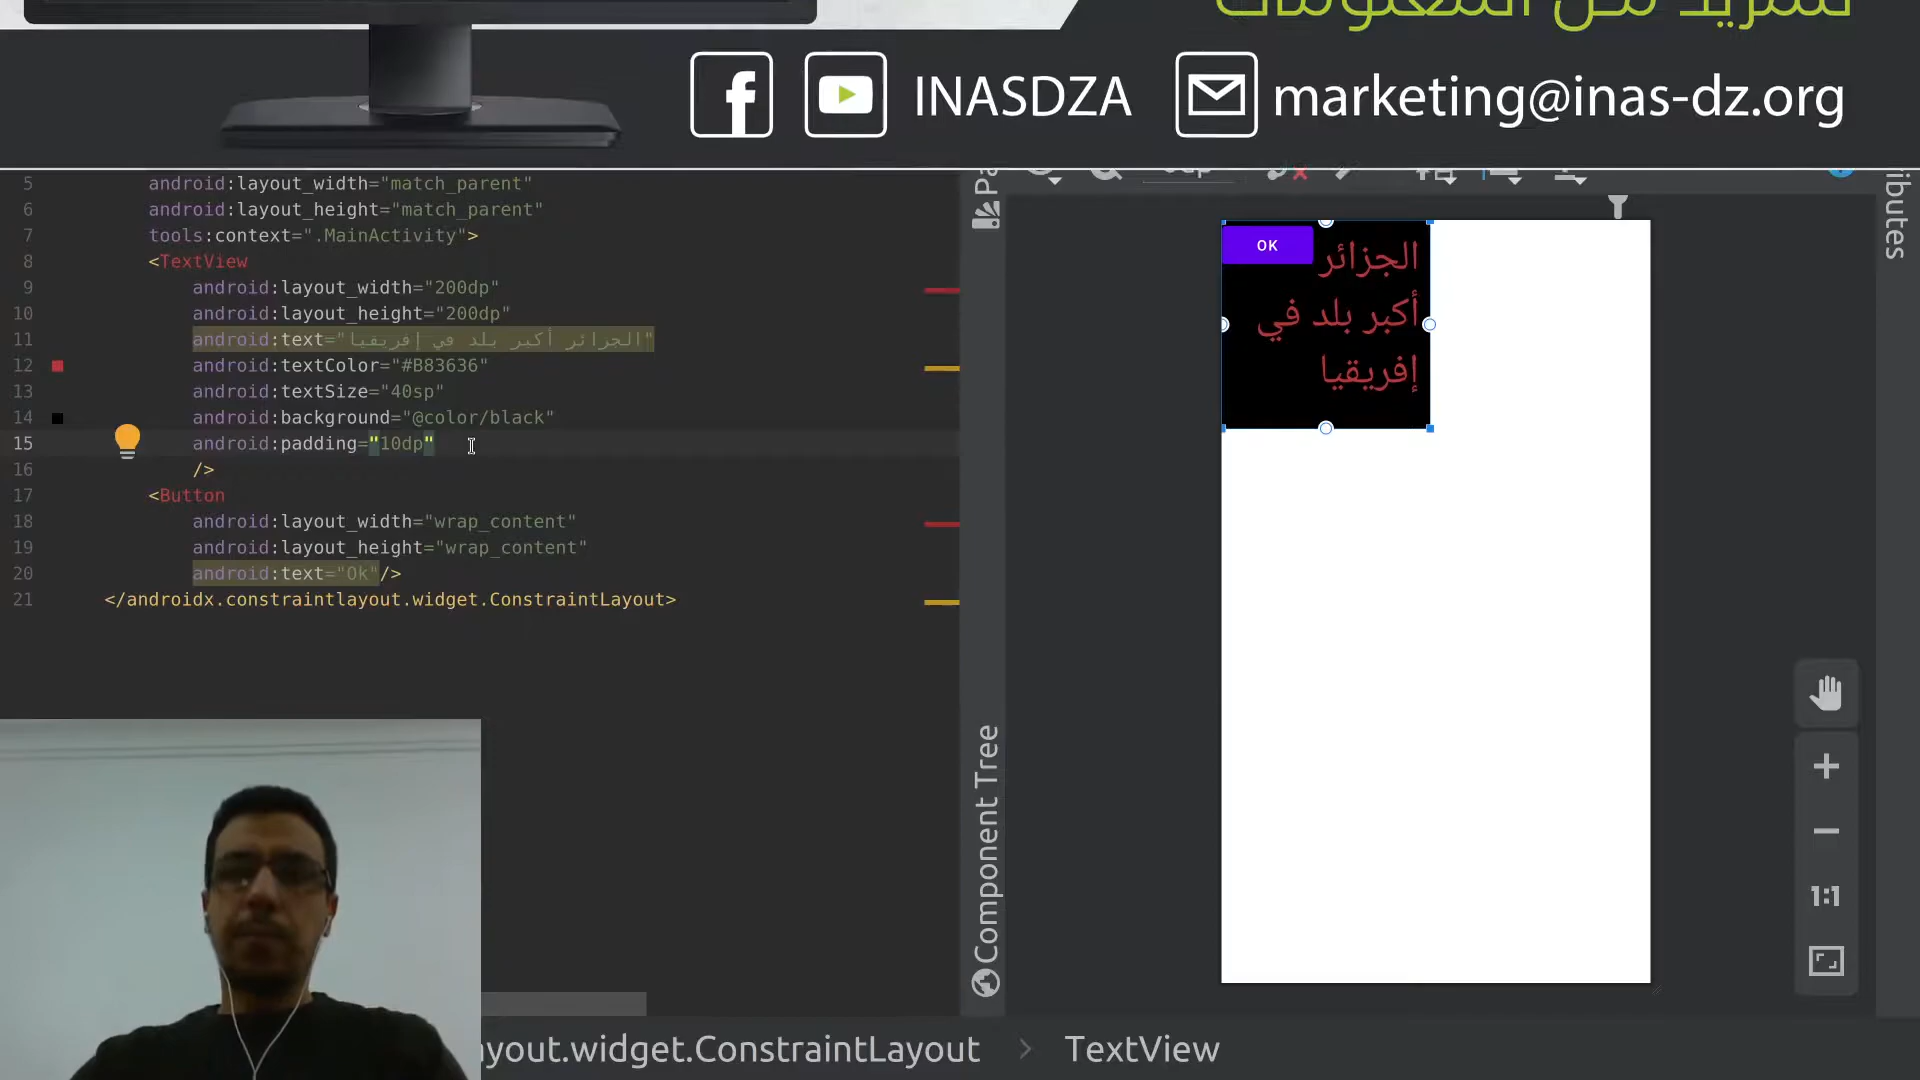 للمزيد من المعلومات
INASDZA
marketing@inas-dz.org
5 android:layout_width="match_parent"
6 android:layout_height="match_parent"
7 tools:context=".MainActivity">
8 <TextView
9 android:layout_width="200dp"
10 android:layout_height="200dp"
11 android:text="الجزائر أكبر بلد في إفريقيا"
12 android:textColor="#B83636"
13 android:textSize="40sp"
14 android:background="@color/black"
15 android:padding="10dp"
16 />
17 <Button
18 android:layout_width="wrap_content"
19 android:layout_height="wrap_content"
20 android:text="Ok"/>
21 </androidx.constraintlayout.widget.ConstraintLayout>
Component Tree
OK
الجزائر
أكبر بلد في
إفريقيا
1:1
yout.widget.ConstraintLayout > TextView